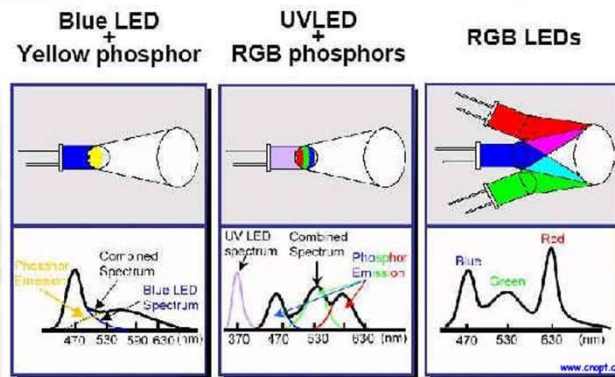 Blue LED
+
Yellow phosphor
UVLED
+
RGB phosphors
RGB LEDs
Phosphor
Emission
Combined
Spectrum
Blue LED
Spectrum
470 530 590 630 (nm)
UV LED
spectrum
Combined
Spectrum
Phosphor
Emission
370 470 530 630 (nm)
Blue
Green
Red
470 530 630 (nm)
www.cnopt.c